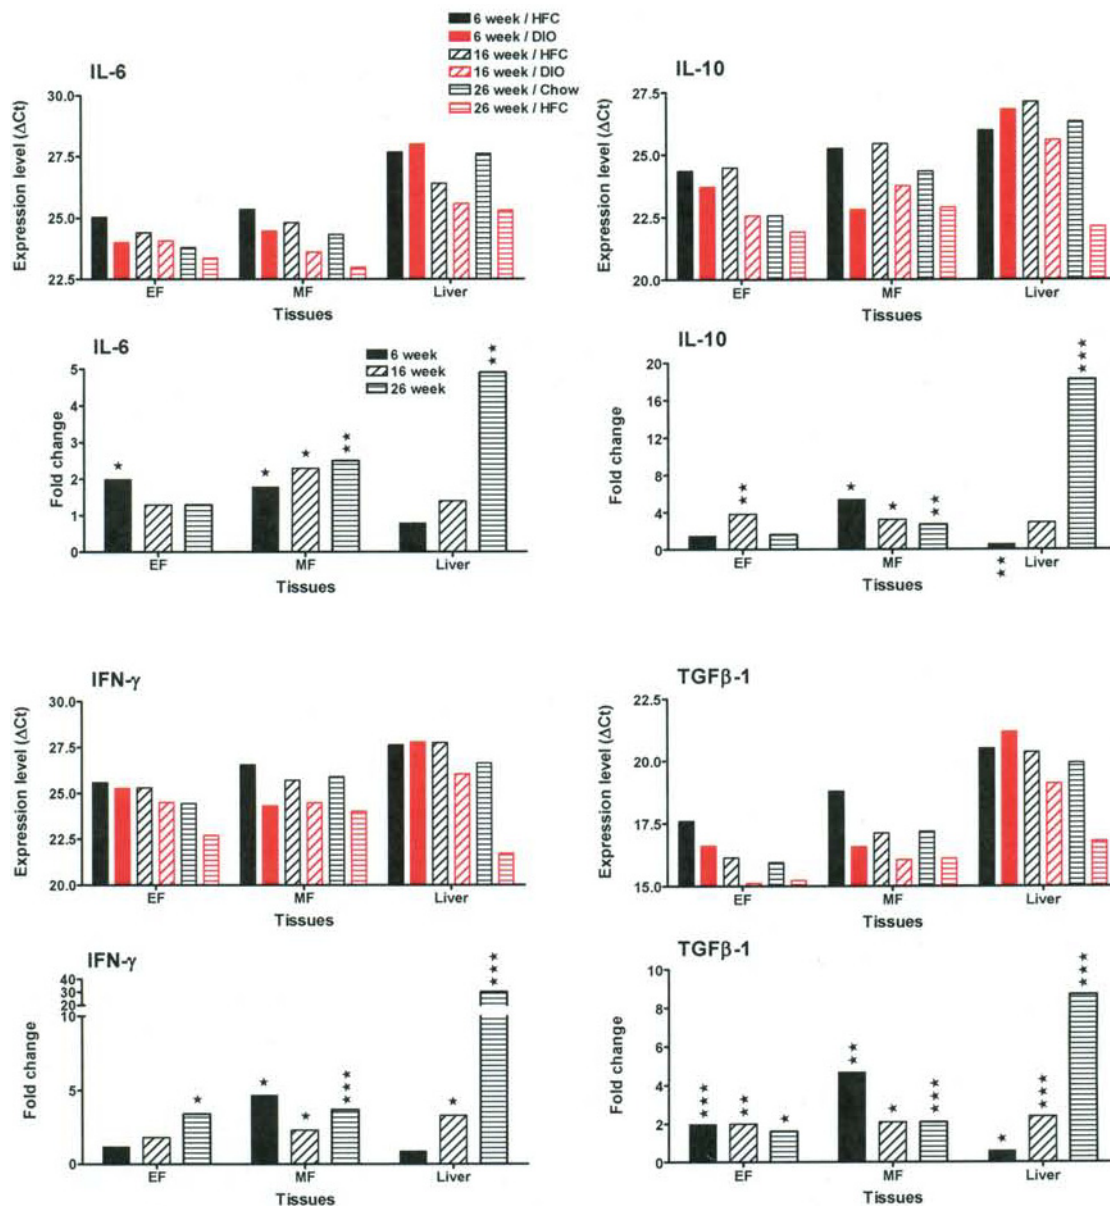 6 week / HFC
6 week / DIO
16 week / HFC
16 week / DIO
26 week / Chow
26 week / HFC
IL-6
Expression level (ΔCt)
30.0
27.5
25.0
22.5
EF
MF
Liver
Tissues
IL-10
Expression level (ΔCt)
27.5
25.0
22.5
20.0
EF
MF
Liver
Tissues
IL-6
6 week
16 week
26 week
Fold change
5
4
3
2
1
0
EF
MF
Liver
Tissues
IL-10
Fold change
20
16
12
8
4
0
EF
MF
Liver
Tissues
IFN-γ
Expression level (ΔCt)
30.0
27.5
25.0
22.5
20.0
EF
MF
Liver
Tissues
TGFβ-1
Expression level (ΔCt)
22.5
20.0
17.5
15.0
EF
MF
Liver
Tissues
IFN-γ
Fold change
40
30
20
10
5
0
EF
MF
Liver
Tissues
TGFβ-1
Fold change
10
8
6
4
2
0
EF
MF
Liver
Tissues